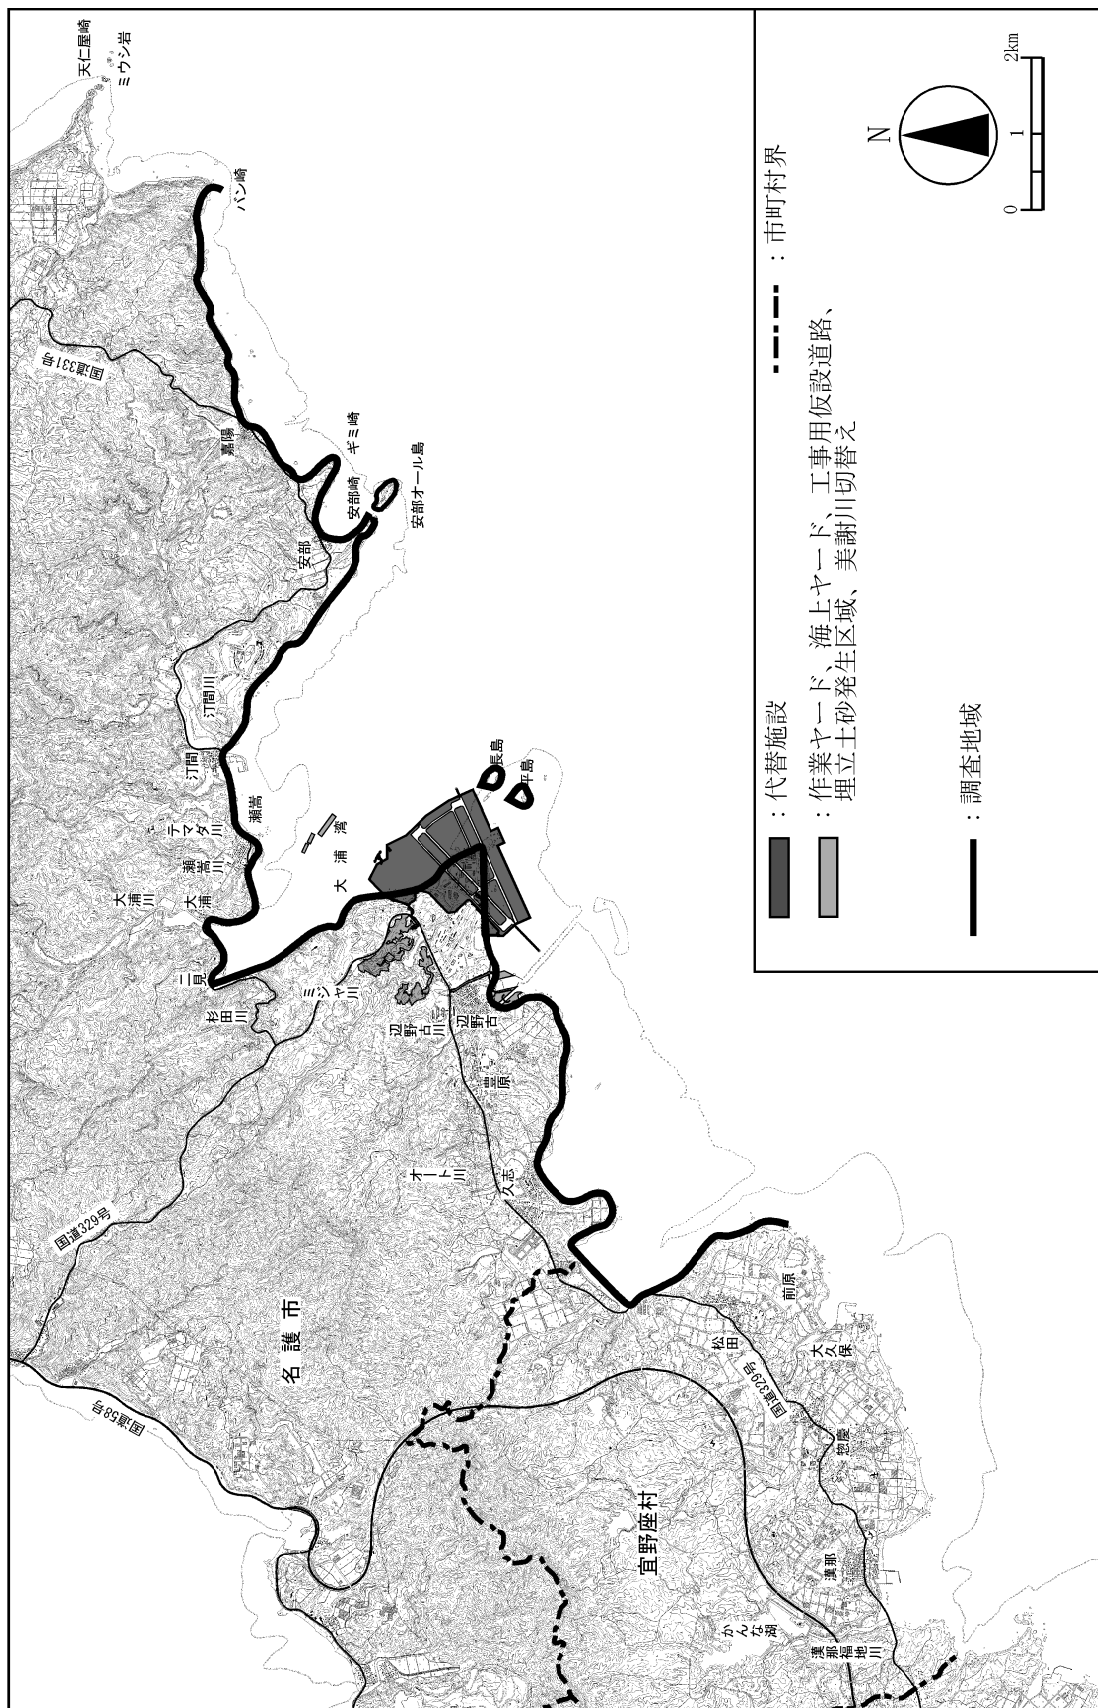 天仁屋崎
ミウシ岩
バン崎
国道331号
嘉陽
ギミ崎
安部崎
安部オール島
安部
汀間川
汀間
瀬嵩
テマダ川
瀬嵩川
大浦川
大浦
大浦湾
二見
杉田川
ミジャ川
長島
平島
辺野古川
辺野古
豊原
オート川
久志
国道329号
名護市
国道58号
前原
松田
大久保
国道329号
惣慶
宜野座村
漢那
かんな湖
漢那福地川
N
0 1 2km
：代替施設
：市町村界
：作業ヤード、海上ヤード、工事用仮設道路、
埋立土砂発生区域、美謝川切替え
：調査地域